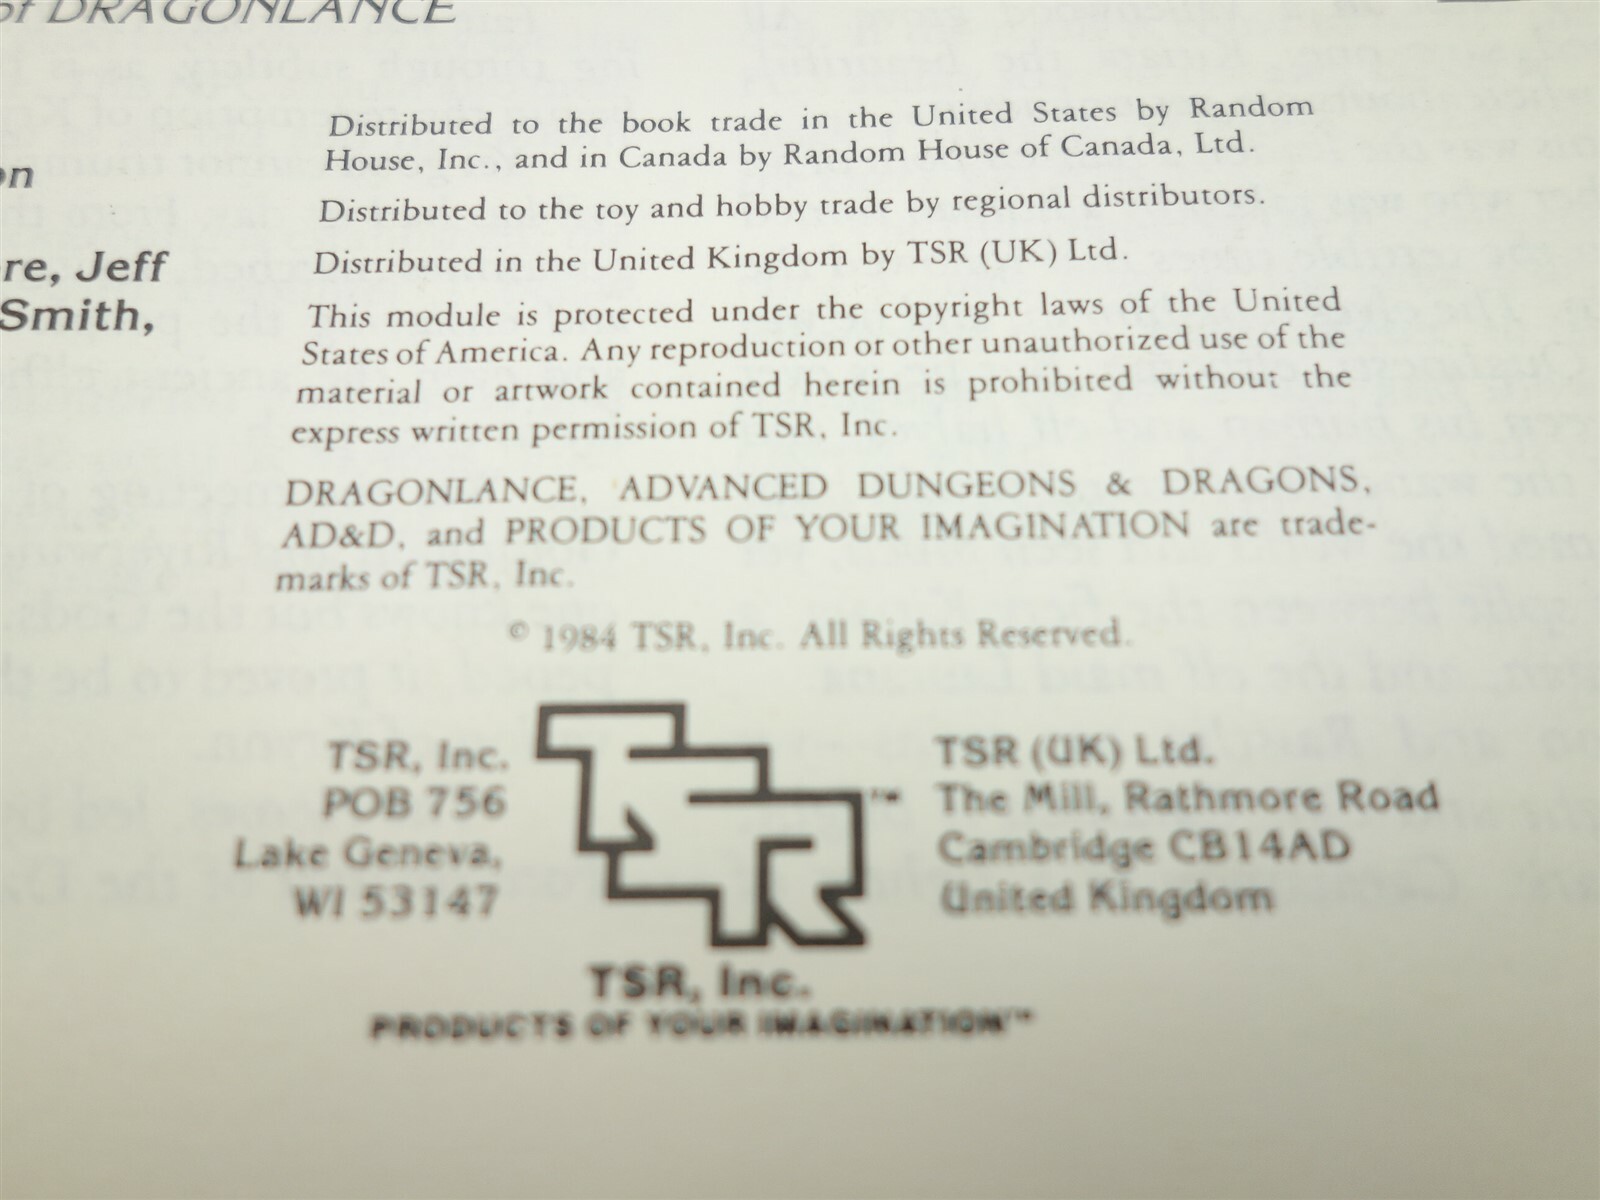 of DRAGONLANCE
on
re, Jeff
Smith,
Distributed to the book trade in the United States by Random
House, Inc., and in Canada by Random House of Canada, Ltd.
Distributed to the toy and hobby trade by regional distributors.
Distributed in the United Kingdom by TSR (UK) Ltd.
This module is protected under the copyright laws of the United
States of America. Any reproduction or other unauthorized use of the
material or artwork contained herein is prohibited without the
express written permission of TSR, Inc.
DRAGONLANCE, ADVANCED DUNGEONS & DRAGONS,
AD&D, and PRODUCTS OF YOUR IMAGINATION are trade-
marks of TSR, Inc.
© 1984 TSR, Inc. All Rights Reserved.
TSR, Inc.
POB 756
Lake Geneva,
WI 53147
TSR™
TSR (UK) Ltd.
The Mill, Rathmore Road
Cambridge CB14AD
United Kingdom
TSR, Inc.
PRODUCTS OF YOUR IMAGINATION™